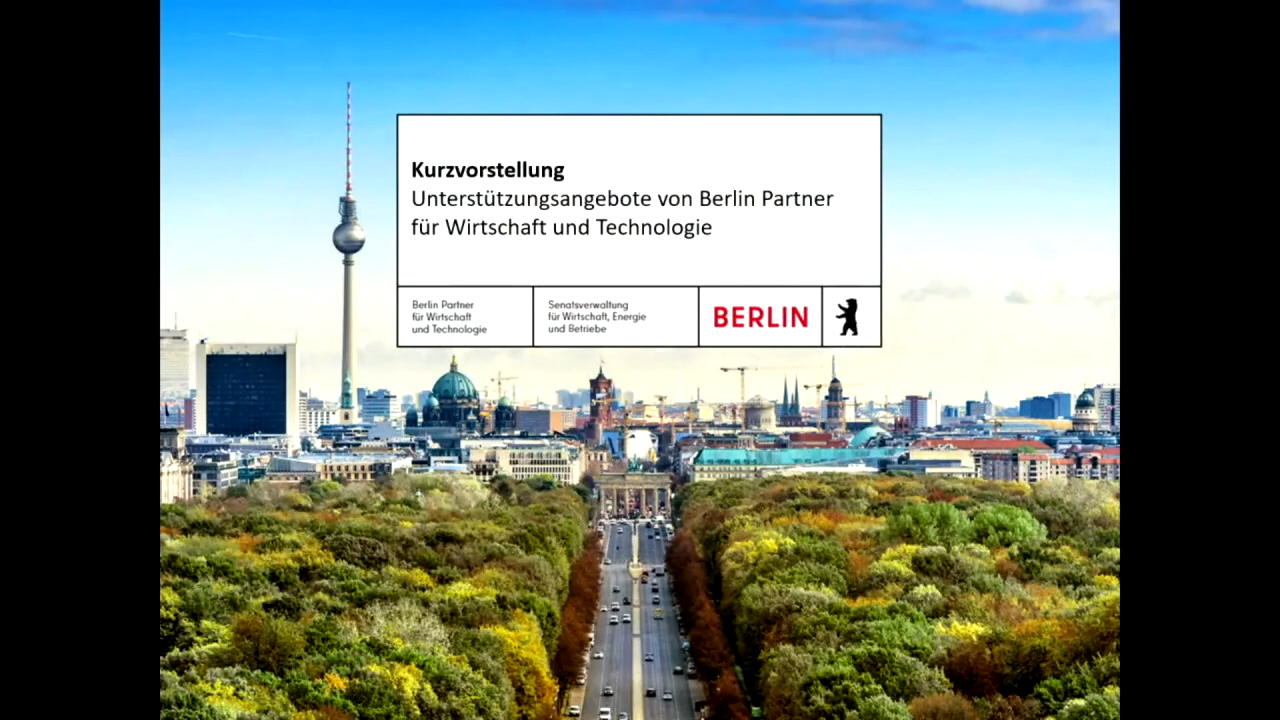 Kurzvorstellung
Unterstützungsangebote von Berlin Partner
für Wirtschaft und Technologie
Berlin Partner
für Wirtschaft
und Technologie
Senatsverwaltung
für Wirtschaft, Energie
und Betriebe
BERLIN